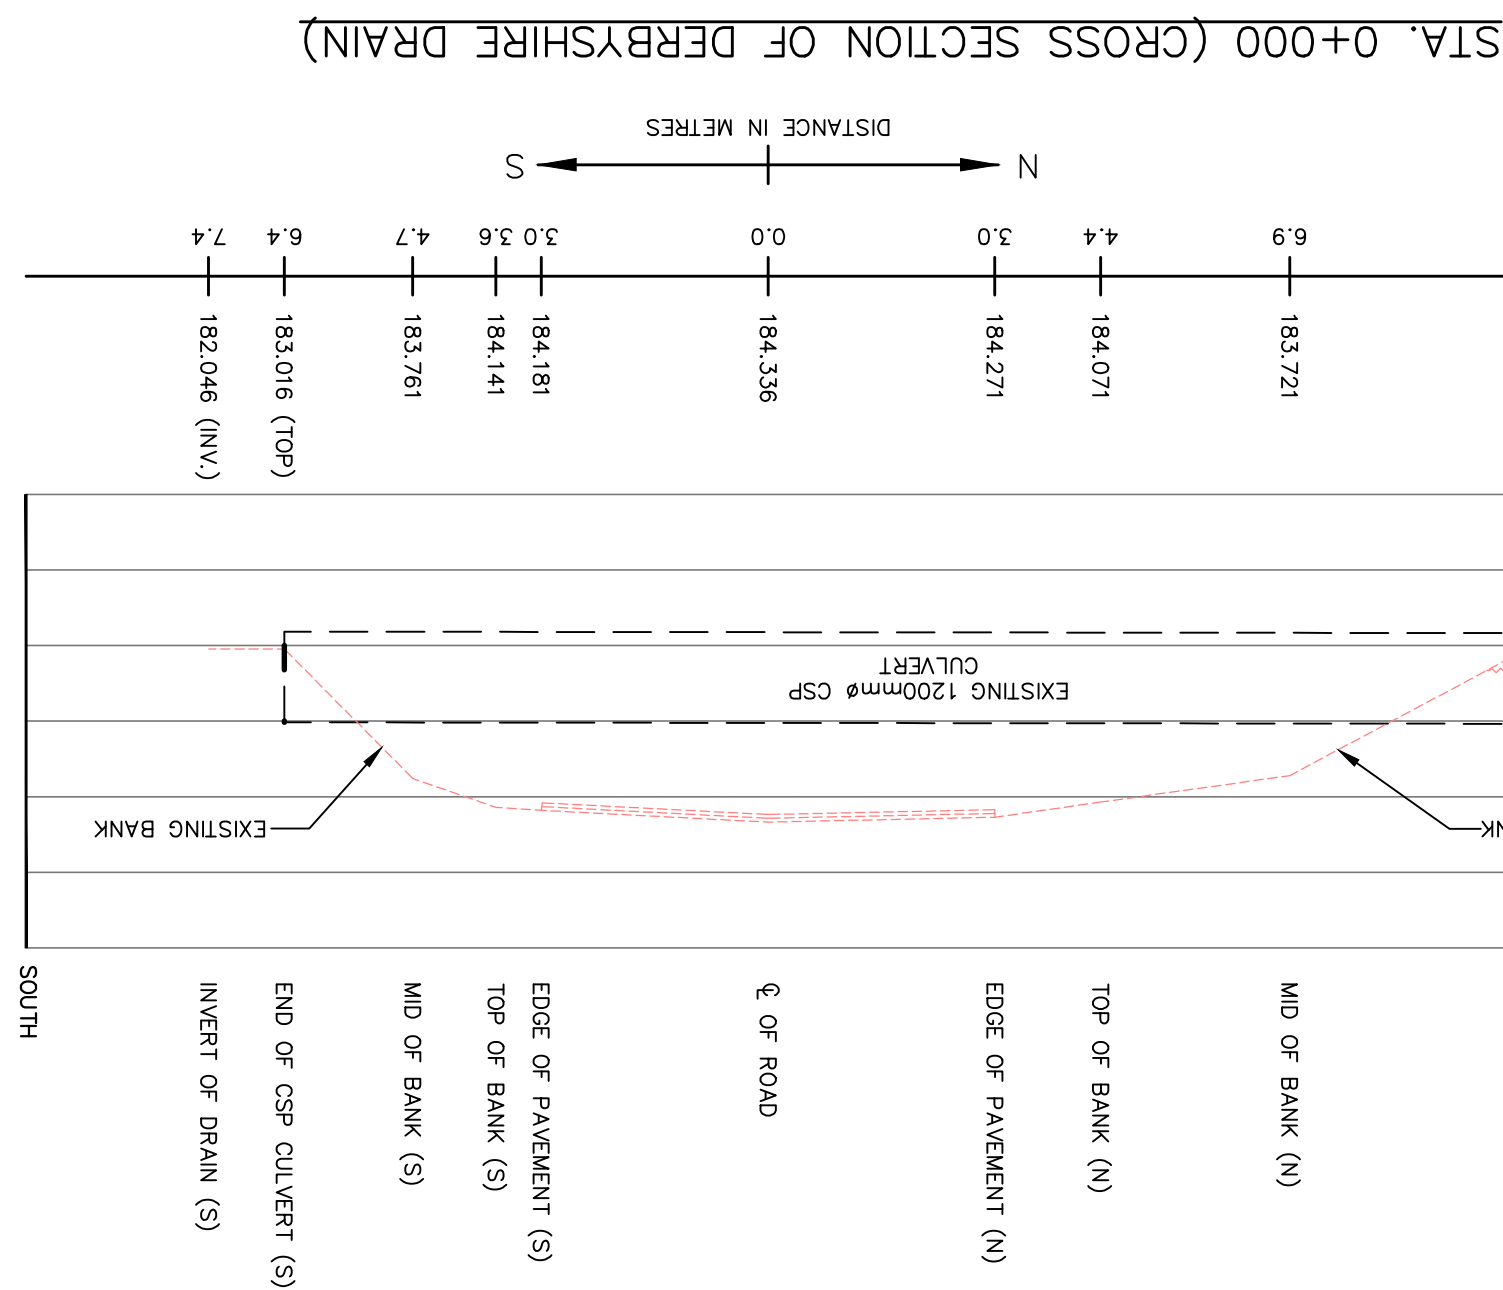 MID OF BANK (N)
TOP OF BANK (N)
EDGE OF PAVEMENT (N)
℄ OF ROAD
EDGE OF PAVEMENT (S)
TOP OF BANK (S)
MID OF BANK (S)
END OF CSP CULVERT (S)
INVERT OF DRAIN (S)
SOUTH
EXISTING BANK
EXISTING 1200mmø CSP
CULVERT
183.721
184.071
184.271
184.336
184.181
184.141
183.761
183.016 (TOP)
182.046 (INV.)
6.9
4.4
3.0
0.0
3.0
3.6
4.7
6.4
7.4
N
S
DISTANCE IN METRES
STA. 0+000 (CROSS SECTION OF DERBYSHIRE DRAIN)